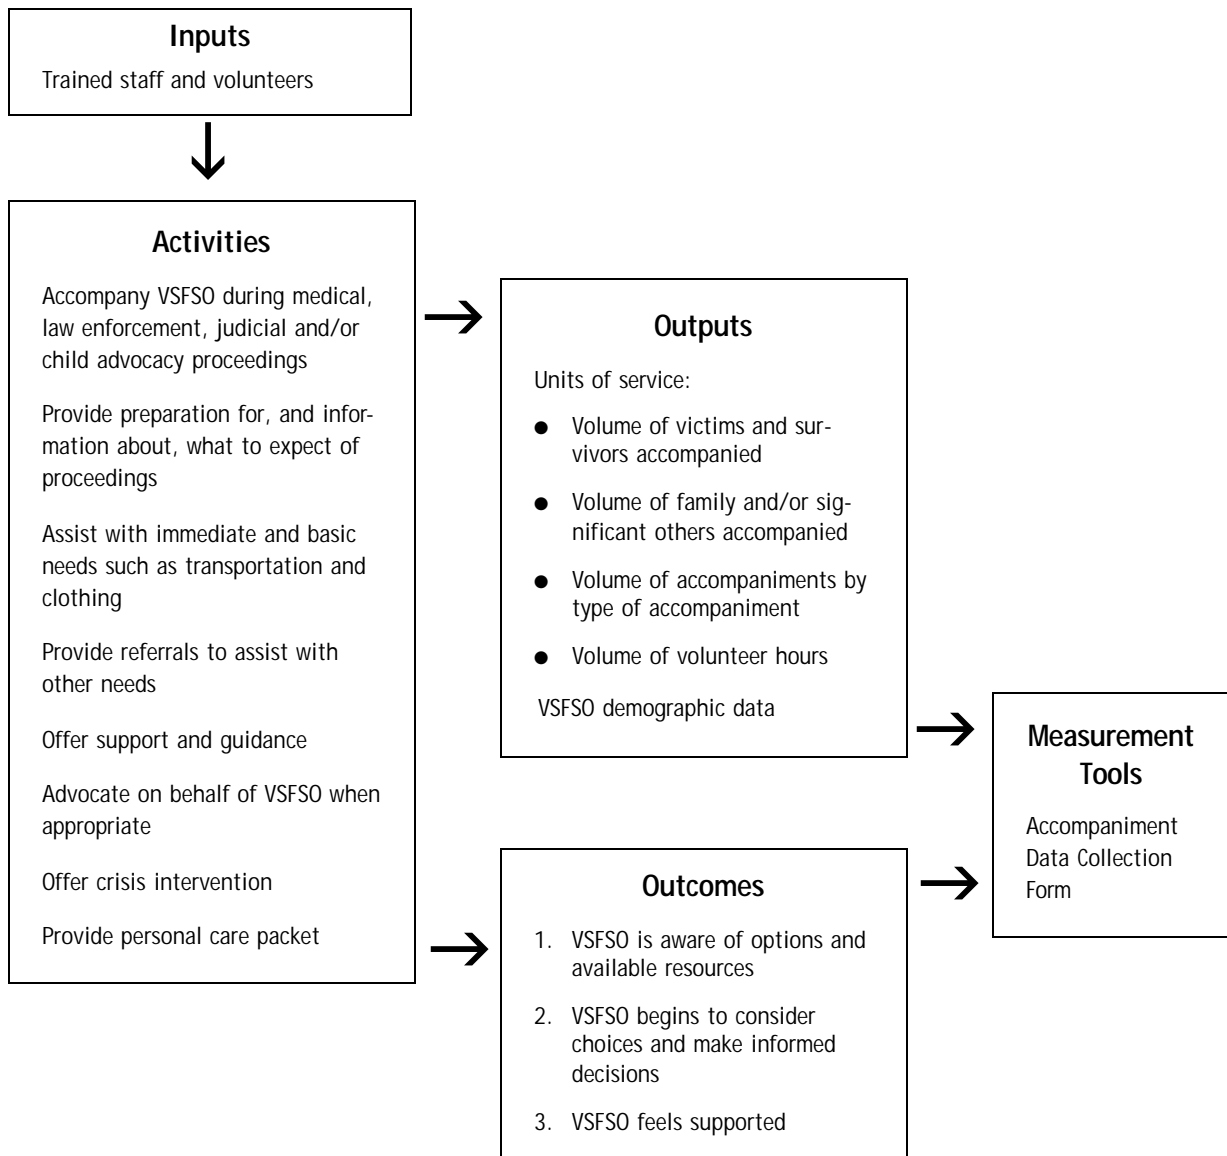 Inputs
Trained staff and volunteers
Activities
Accompany VSFSO during medical,
law enforcement, judicial and/or
child advocacy proceedings
Provide preparation for, and infor-
mation about, what to expect of
proceedings
Assist with immediate and basic
needs such as transportation and
clothing
Provide referrals to assist with
other needs
Offer support and guidance
Advocate on behalf of VSFSO when
appropriate
Offer crisis intervention
Provide personal care packet
Outputs
Units of service:
● Volume of victims and sur-
vivors accompanied
● Volume of family and/or sig-
nificant others accompanied
● Volume of accompaniments by
type of accompaniment
● Volume of volunteer hours
VSFSO demographic data
Outcomes
1. VSFSO is aware of options and
available resources
2. VSFSO begins to consider
choices and make informed
decisions
3. VSFSO feels supported
Measurement
Tools
Accompaniment
Data Collection
Form